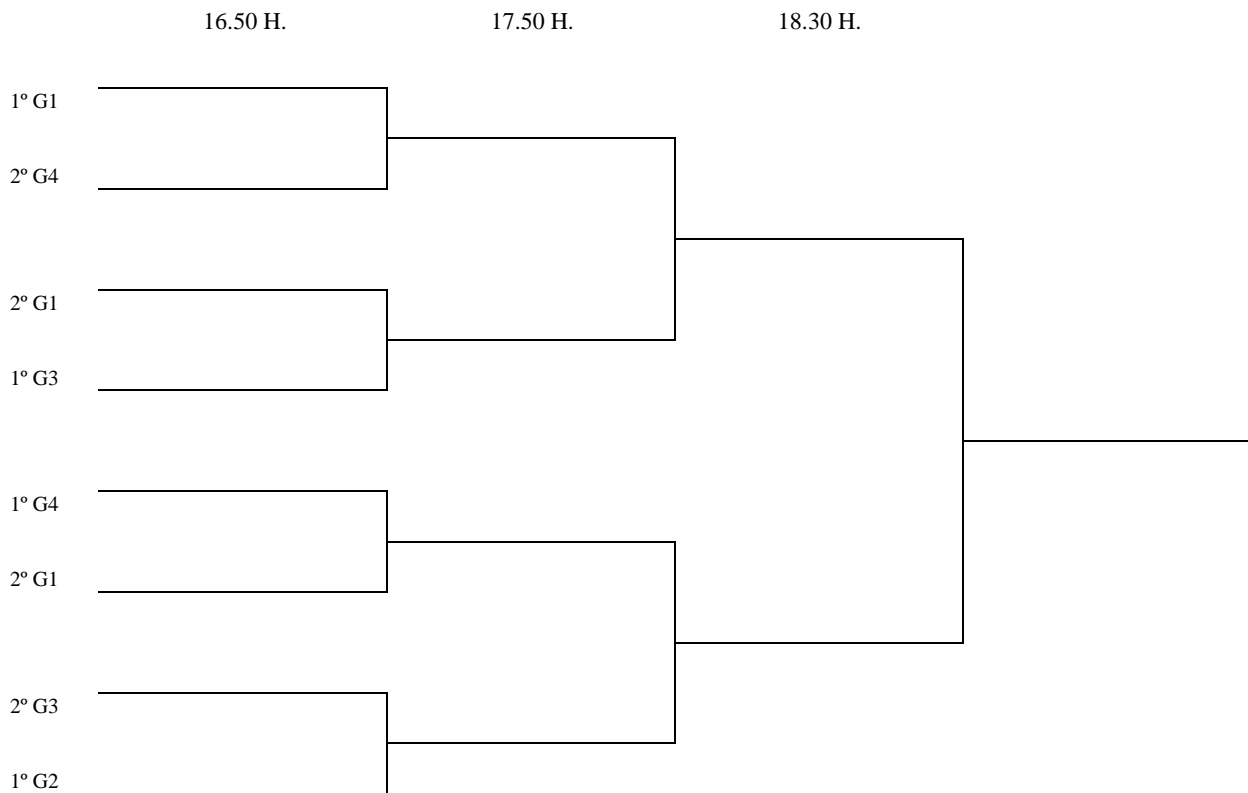 16.50 H. 17.50 H. 18.30 H.
1º G1
2º G4
2º G1
1º G3
1º G4
2º G1
2º G3
1º G2